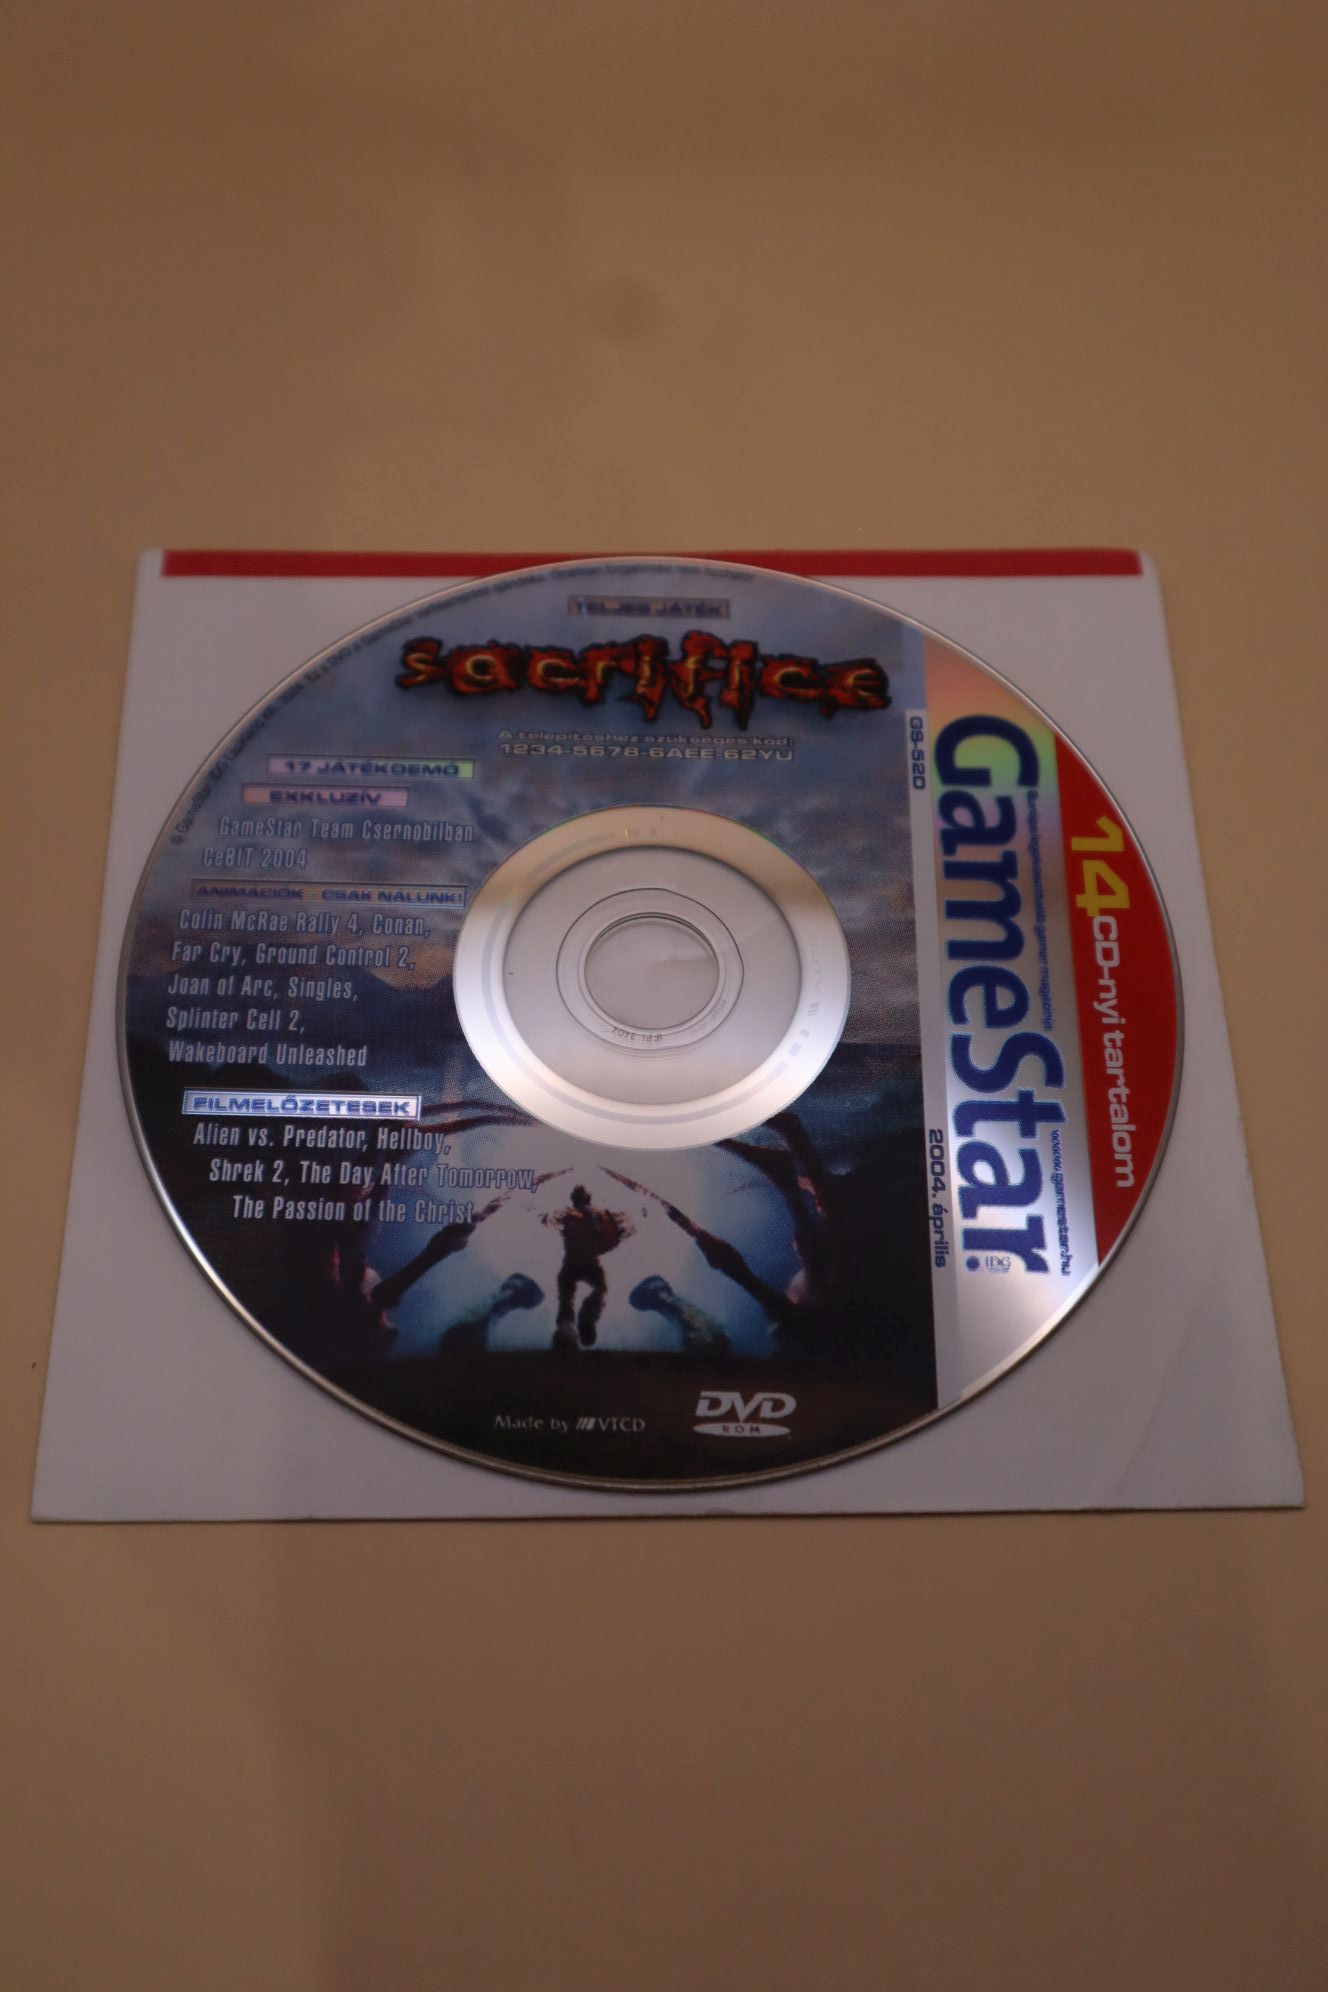 TELJES JÁTÉK
sacrifice
A telepítéshez szükséges kód:
1234-5678-6AEE-62YU
17 JÁTÉKDEMÓ
EXKLUZÍV
GameStar Team Csernobilban
CeBIT 2004
ANIMÁCIÓK - CSAK NÁLUNK!
Colin McRae Rally 4, Conan,
Far Cry, Ground Control 2,
Joan of Arc, Singles,
Splinter Cell 2,
Wakeboard Unleashed
FILMELŐZETESEK
Alien vs. Predator, Hellboy,
Shrek 2, The Day After Tomorrow,
The Passion of the Christ
Made by VTCD
DVD
ROM
GS-520
2004. április
GameStar
IDG
www.gamestar.hu
14 CD-nyi tartalom